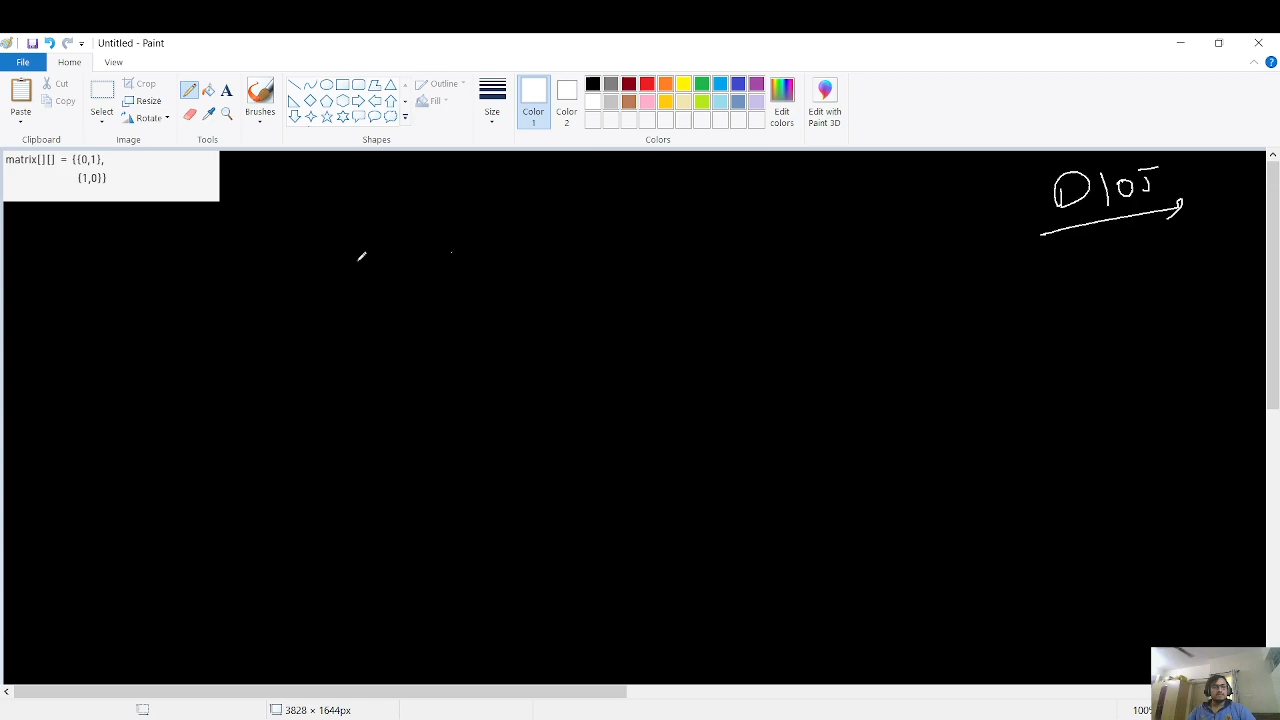 Untitled - Paint
File
Home
View
Paste
Cut
Copy
Clipboard
Select
Crop
Resize
Rotate
Image
Tools
Brushes
Shapes
Outline
Fill
Size
Color
1
Color
2
Edit
colors
Colors
Edit with
Paint 3D
matrix[][] = {{0,1},
{1,0}}
D105
3828 × 1644px
100%